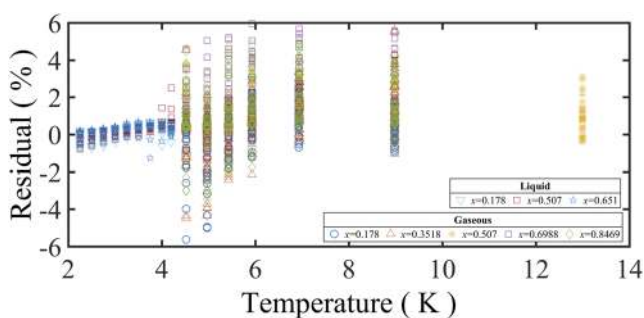 6
4
2
0
-2
-4
-6
Residual ( % )
Liquid
x=0.178 x=0.507 x=0.651
Gaseous
x=0.178 x=0.3518 x=0.507 x=0.6988 x=0.8469
2 4 6 8 10 12 14
Temperature ( K )